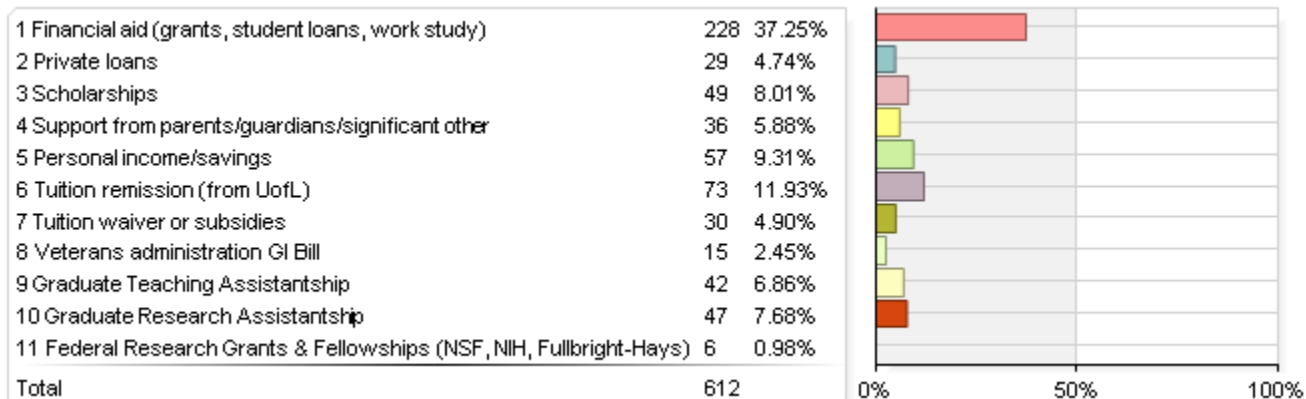 1 Financial aid (grants, student loans, work study) 228 37.25%
2 Private loans 29 4.74%
3 Scholarships 49 8.01%
4 Support from parents/guardians/significant other 36 5.88%
5 Personal income/savings 57 9.31%
6 Tuition remission (from UofL) 73 11.93%
7 Tuition waiver or subsidies 30 4.90%
8 Veterans administration GI Bill 15 2.45%
9 Graduate Teaching Assistantship 42 6.86%
10 Graduate Research Assistantship 47 7.68%
11 Federal Research Grants & Fellowships (NSF, NIH, Fullbright-Hays) 6 0.98%
Total 612
0% 50% 100%